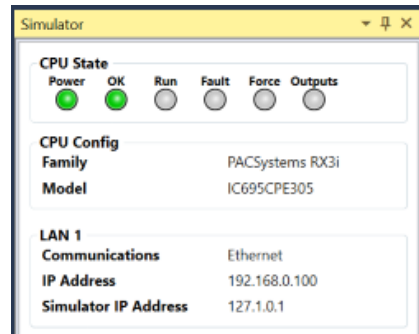 Simulator
CPU State
Power OK Run Fault Force Outputs
CPU Config
Family PACSystems RX3i
Model IC695CPE305
LAN 1
Communications Ethernet
IP Address 192.168.0.100
Simulator IP Address 127.1.0.1